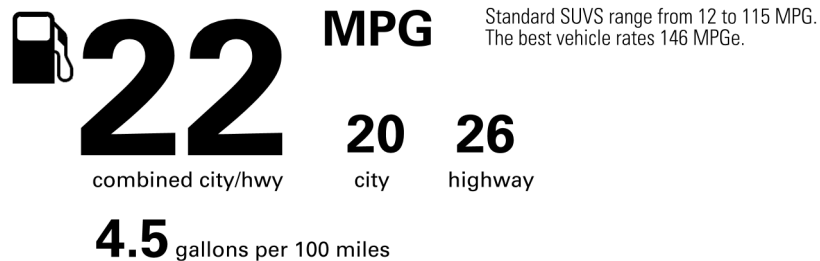 22 MPG
Standard SUVS range from 12 to 115 MPG.
The best vehicle rates 146 MPGe.
20 26
combined city/hwy city highway
4.5 gallons per 100 miles